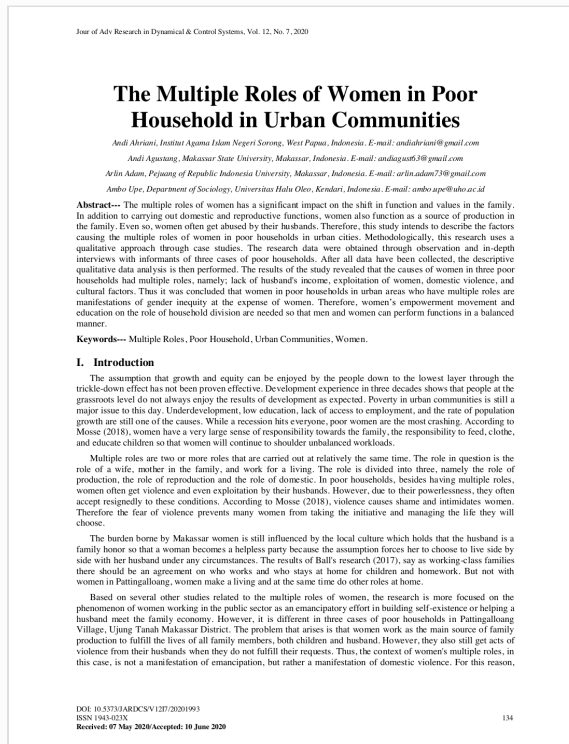 Jour of Adv Research in Dynamical & Control Systems, Vol. 12, No. 7, 2020
The Multiple Roles of Women in Poor
Household in Urban Communities
Andi Ahriani, Institut Agama Islam Negeri Sorong, West Papua, Indonesia. E-mail: andiahriani@gmail.com
Andi Agustang, Makassar State University, Makassar, Indonesia. E-mail: andiagust63@gmail.com
Arlin Adam, Pejuang of Republic Indonesia University, Makassar, Indonesia. E-mail: arlin.adam73@gmail.com
Ambo Upe, Department of Sociology, Universitas Halu Oleo, Kendari, Indonesia. E-mail: ambo.upe@uho.ac.id
Abstract--- The multiple roles of women has a significant impact on the shift in function and values in the family.
In addition to carrying out domestic and reproductive functions, women also function as a source of production in
the family. Even so, women often get abused by their husbands. Therefore, this study intends to describe the factors
causing the multiple roles of women in poor households in urban cities. Methodologically, this research uses a
qualitative approach through case studies. The research data were obtained through observation and in-depth
interviews with informants of three cases of poor households. After all data have been collected, the descriptive
qualitative data analysis is then performed. The results of the study revealed that the causes of women in three poor
households had multiple roles, namely; lack of husband's income, exploitation of women, domestic violence, and
cultural factors. Thus it was concluded that women in poor households in urban areas who have multiple roles are
manifestations of gender inequity at the expense of women. Therefore, women's empowerment movement and
education on the role of household division are needed so that men and women can perform functions in a balanced
manner.
Keywords--- Multiple Roles, Poor Household, Urban Communities, Women.
I. Introduction
The assumption that growth and equity can be enjoyed by the people down to the lowest layer through the
trickle-down effect has not been proven effective. Development experience in three decades shows that people at the
grassroots level do not always enjoy the results of development as expected. Poverty in urban communities is still a
major issue to this day. Underdevelopment, low education, lack of access to employment, and the rate of population
growth are still one of the causes. While a recession hits everyone, poor women are the most crashing. According to
Mosse (2018), women have a very large sense of responsibility towards the family, the responsibility to feed, clothe,
and educate children so that women will continue to shoulder unbalanced workloads.
Multiple roles are two or more roles that are carried out at relatively the same time. The role in question is the
role of a wife, mother in the family, and work for a living. The role is divided into three, namely the role of
production, the role of reproduction and the role of domestic. In poor households, besides having multiple roles,
women often get violence and even exploitation by their husbands. However, due to their powerlessness, they often
accept resignedly to these conditions. According to Mosse (2018), violence causes shame and intimidates women.
Therefore the fear of violence prevents many women from taking the initiative and managing the life they will
choose.
The burden borne by Makassar women is still influenced by the local culture which holds that the husband is a
family honor so that a woman becomes a helpless party because the assumption forces her to choose to live side by
side with her husband under any circumstances. The results of Ball's research (2017), say as working-class families
there should be an agreement on who works and who stays at home for children and homework. But not with
women in Pattingalloang, women make a living and at the same time do other roles at home.
Based on several other studies related to the multiple roles of women, the research is more focused on the
phenomenon of women working in the public sector as an emancipatory effort in building self-existence or helping a
husband meet the family economy. However, it is different in three cases of poor households in Pattingalloang
Village, Ujung Tanah Makassar District. The problem that arises is that women work as the main source of family
production to fulfill the lives of all family members, both children and husband. However, they also still get acts of
violence from their husbands when they do not fulfill their requests. Thus, the context of women's multiple roles, in
this case, is not a manifestation of emancipation, but rather a manifestation of domestic violence. For this reason,
DOI: 10.5373/JARDCS/V12I7/20201993
ISSN 1943-023X
134
Received: 07 May 2020/Accepted: 10 June 2020